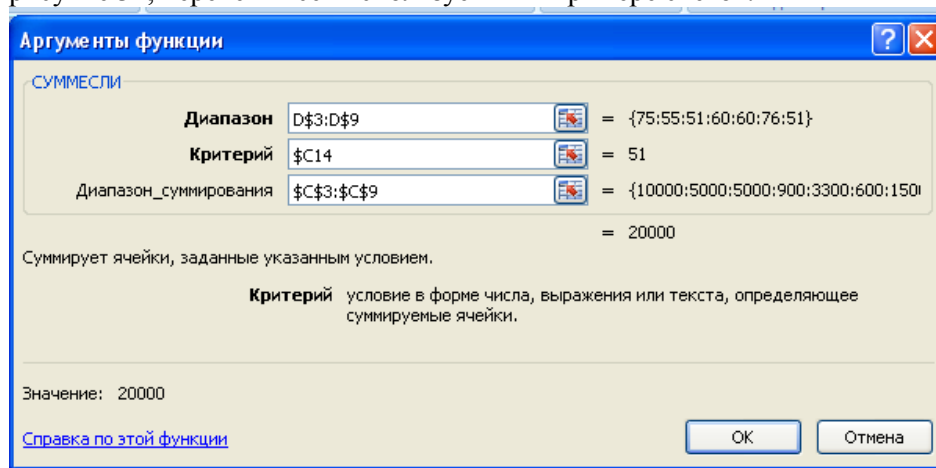 Аргументы функции
СУММЕСЛИ
Диапазон D$3:D$9 = {75:55:51:60:60:76:51}
Критерий $C14 = 51
Диапазон_суммирования $C$3:$C$9 = {10000:5000:5000:900:3300:600:1500
= 20000
Суммирует ячейки, заданные указанным условием.
Критерий условие в форме числа, выражения или текста, определяющее
суммируемые ячейки.
Значение: 20000
Справка по этой функции
ОК Отмена